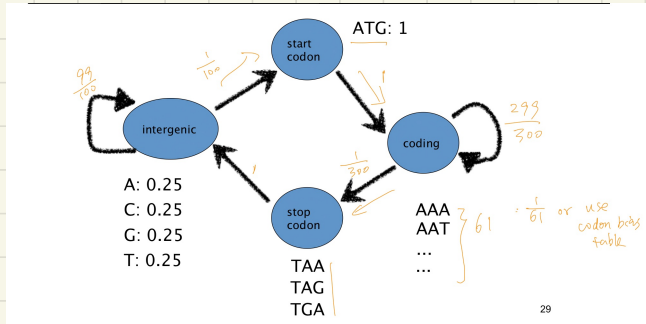 ATG: 1
start
codon
1/100
1
99/100
intergenic
coding
299/300
1/300
1
A: 0.25
C: 0.25
G: 0.25
T: 0.25
stop
codon
TAA
TAG
TGA
AAA
AAT
...
...
} 61
= 1/61 or use
codon bias
table
29